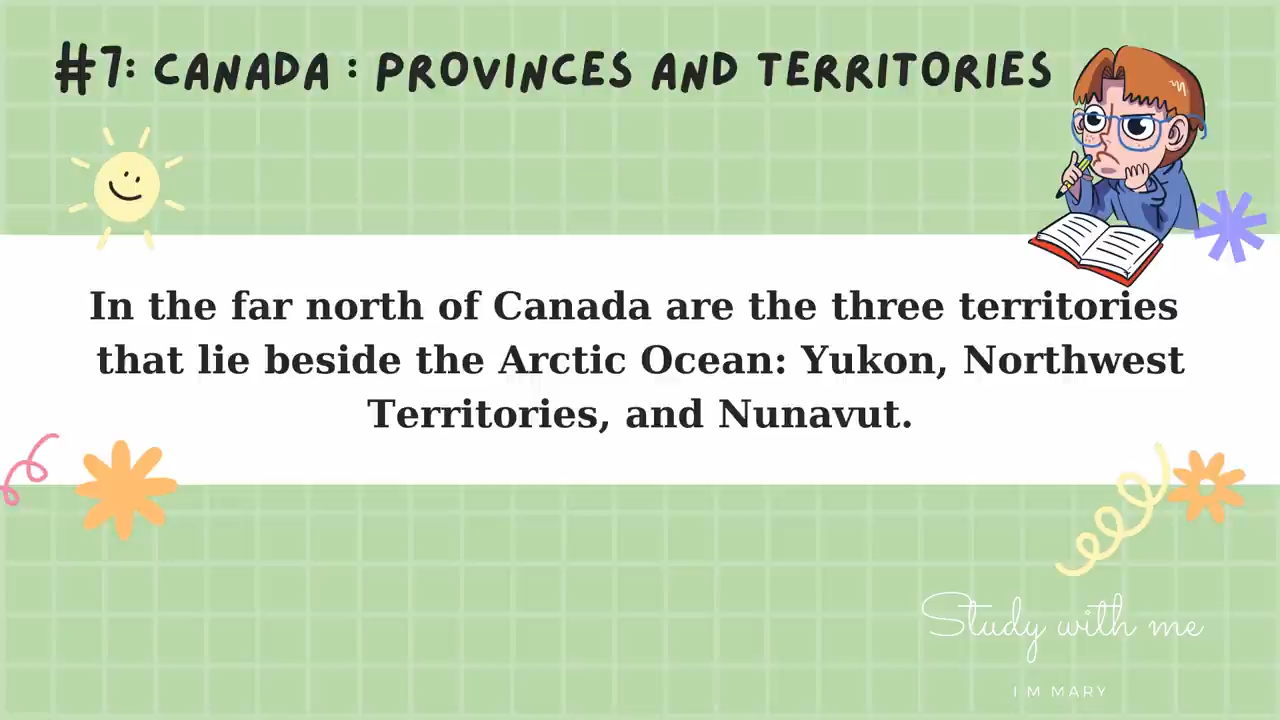 #7: CANADA : PROVINCES AND TERRITORIES
In the far north of Canada are the three territories
that lie beside the Arctic Ocean: Yukon, Northwest
Territories, and Nunavut.
Study with me
I M MARY